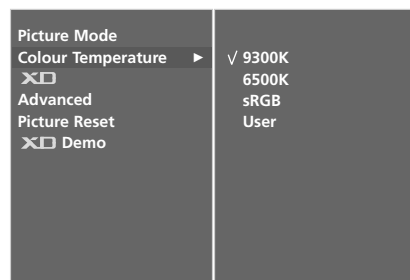 Picture Mode
Colour Temperature ►
XD
Advanced
Picture Reset
XD Demo
√ 9300K
6500K
sRGB
User